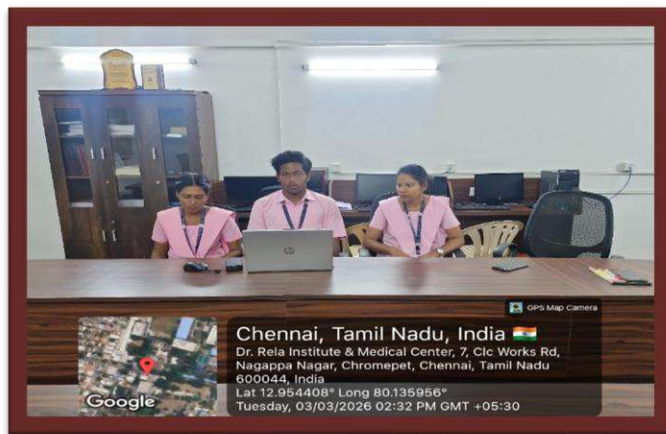 hp
GPS Map Camera
Chennai, Tamil Nadu, India 🇮🇳
Dr. Rela Institute & Medical Center, 7, Clc Works Rd,
Nagappa Nagar, Chromepet, Chennai, Tamil Nadu
600044, India
Lat 12.954408° Long 80.135956°
Tuesday, 03/03/2026 02:32 PM GMT +05:30
Google